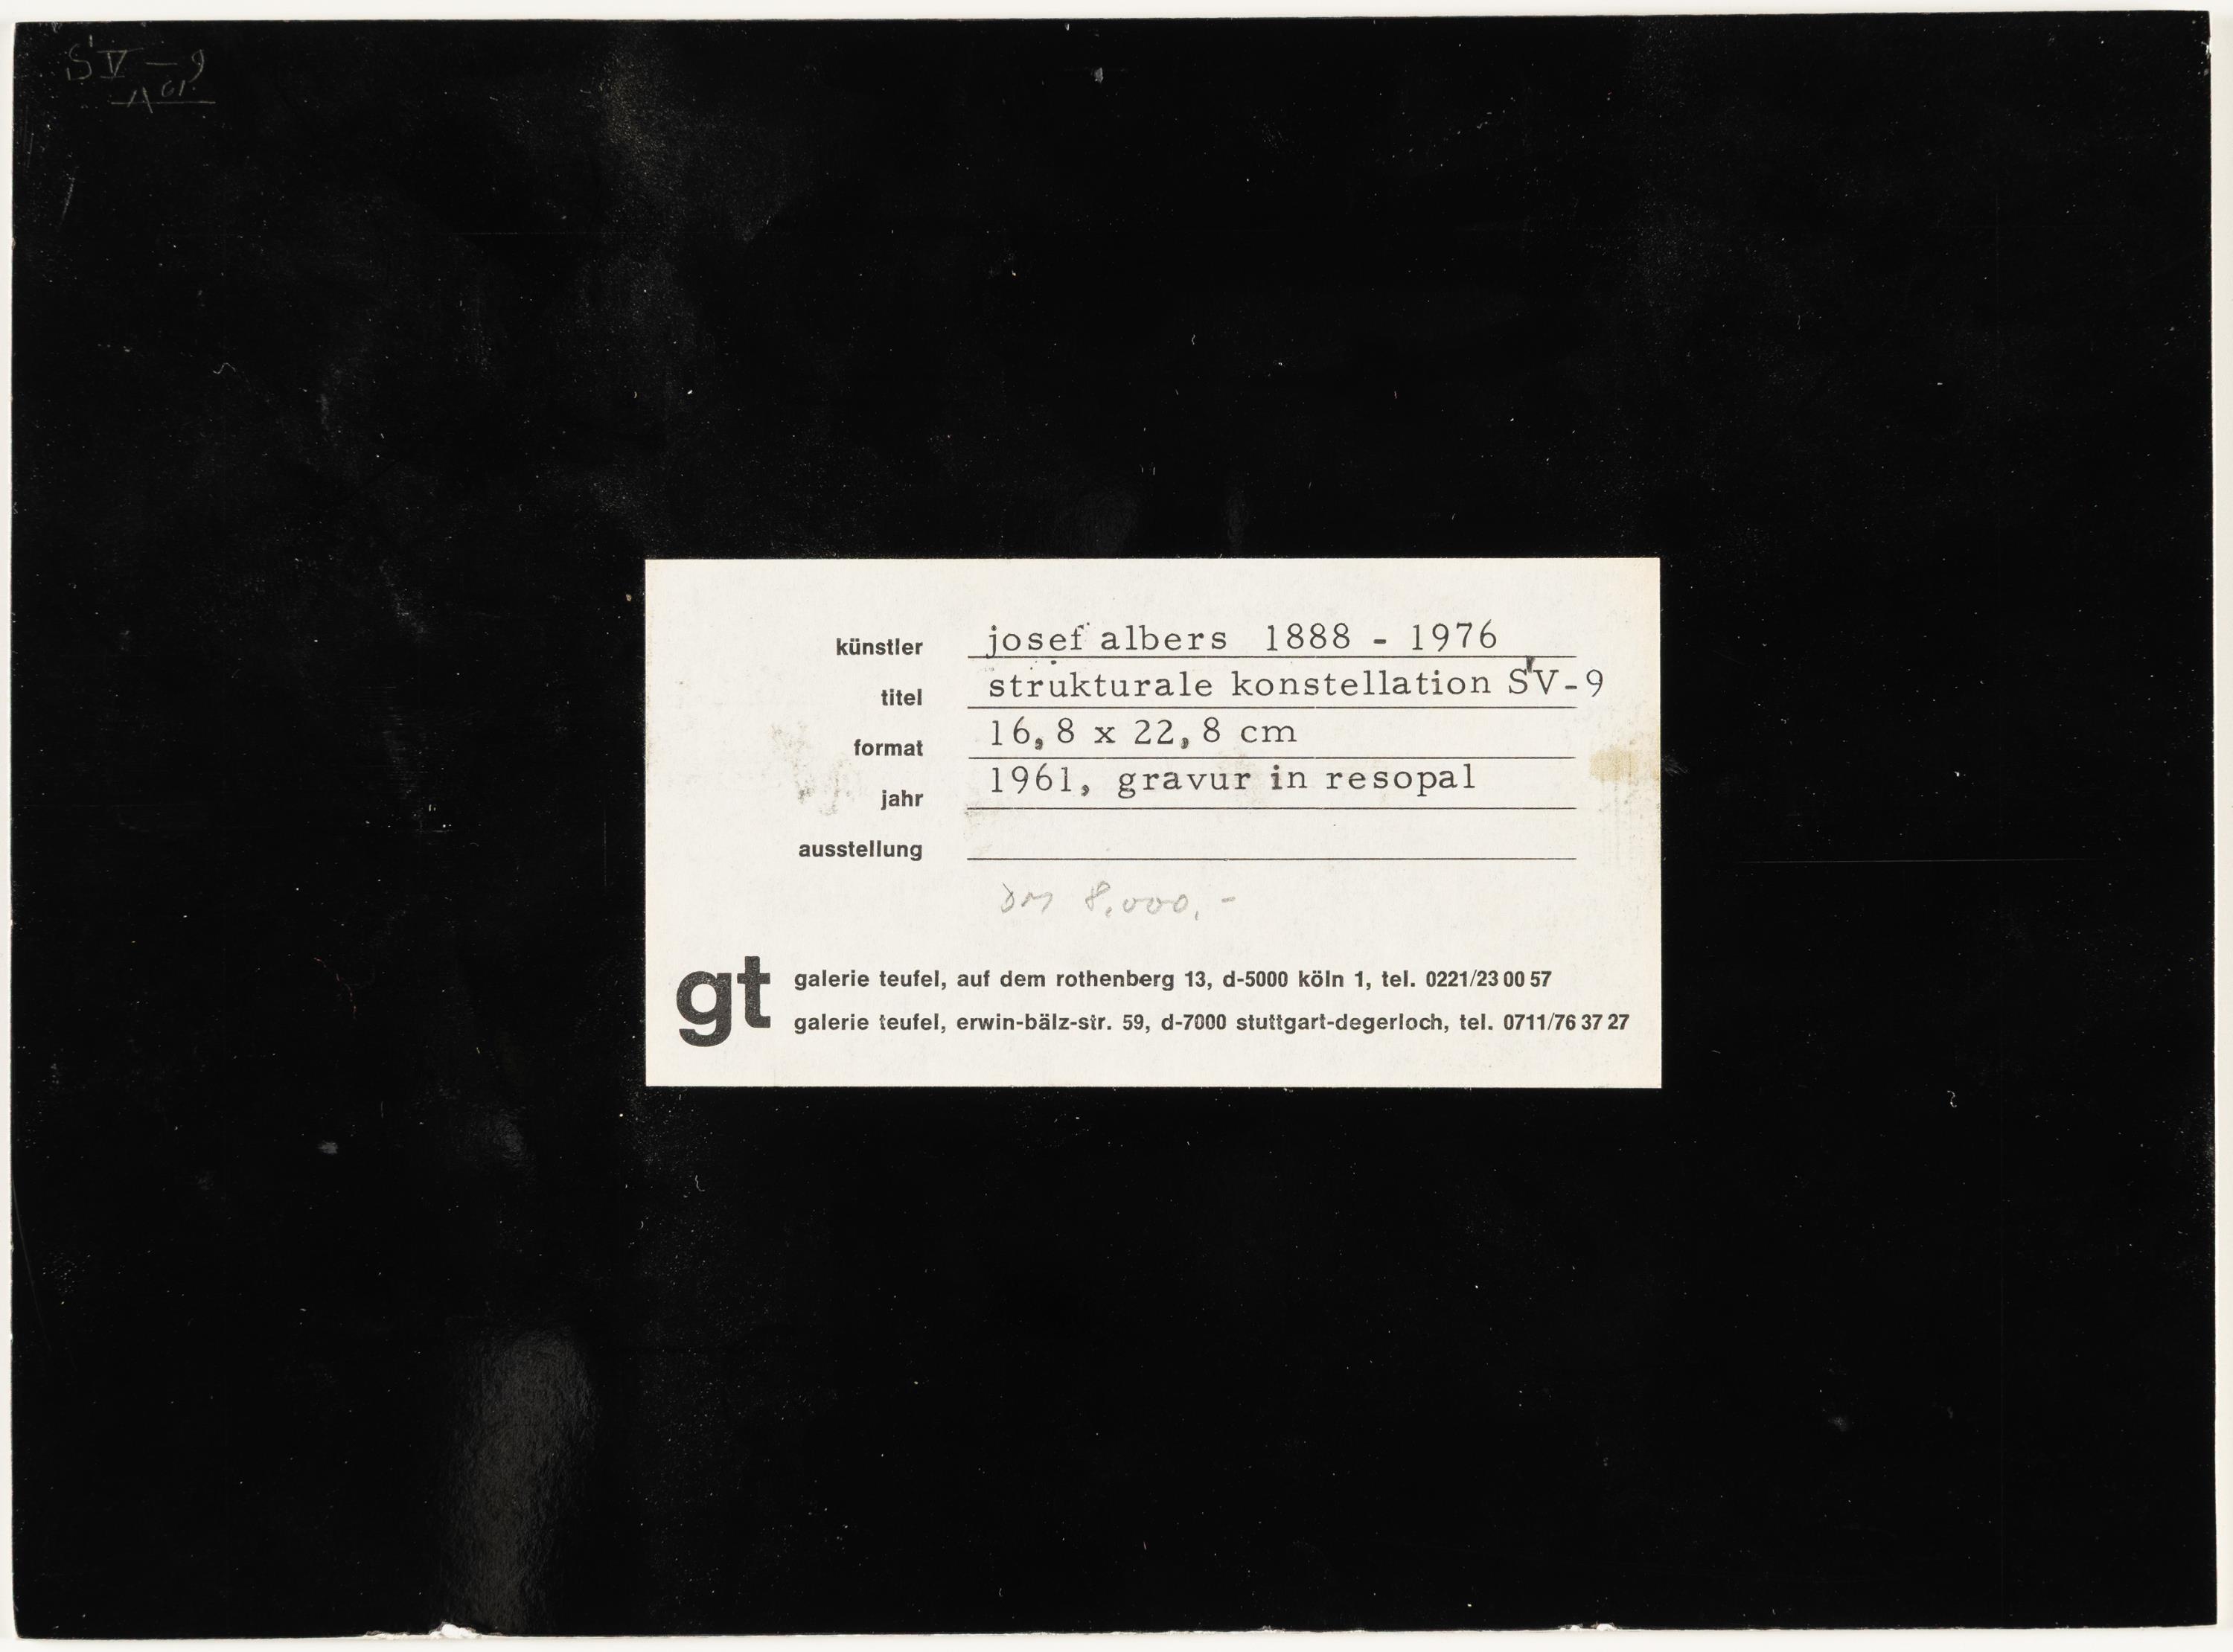 S'V – 9
A 61.
künstler josef albers 1888 - 1976
titel strukturale konstellation S'V-9
format 16,8 x 22,8 cm
jahr 1961, gravur in resopal
ausstellung
DM 8.000,-
gt
galerie teufel, auf dem rothenberg 13, d-5000 köln 1, tel. 0221/23 00 57
galerie teufel, erwin-bälz-str. 59, d-7000 stuttgart-degerloch, tel. 0711/76 37 27